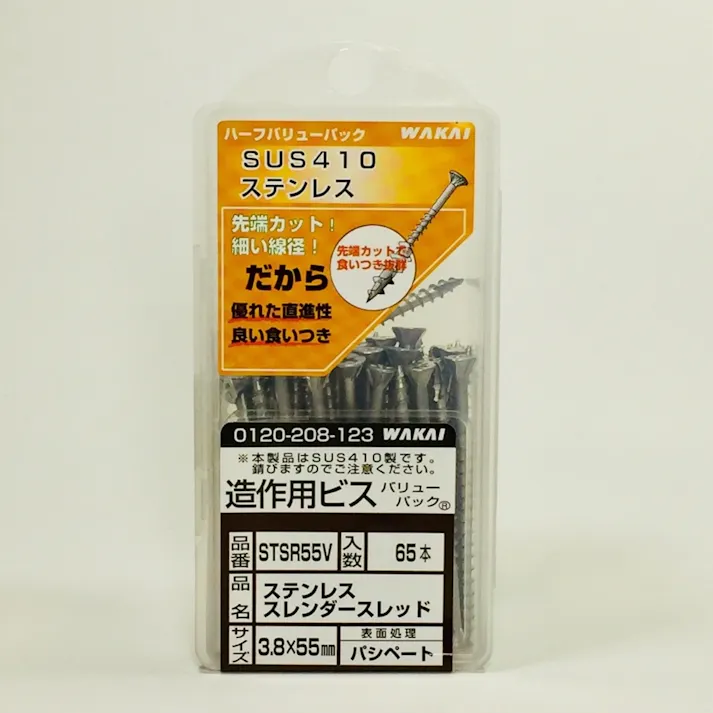 ハーフバリューパック WAKAI
SUS410
ステンレス
先端カット!
細い線径!
だから
優れた直進性
良い食いつき
先端カットで
食いつき抜群
0120-208-123 WAKAI
※本製品はSUS410製です。
錆びますのでご注意ください。
造作用ビス バリューパック®
品番 STSR55V 入数 65本
品名 ステンレス
スレンダースレッド
サイズ 3.8×55mm 表面処理
パシペート